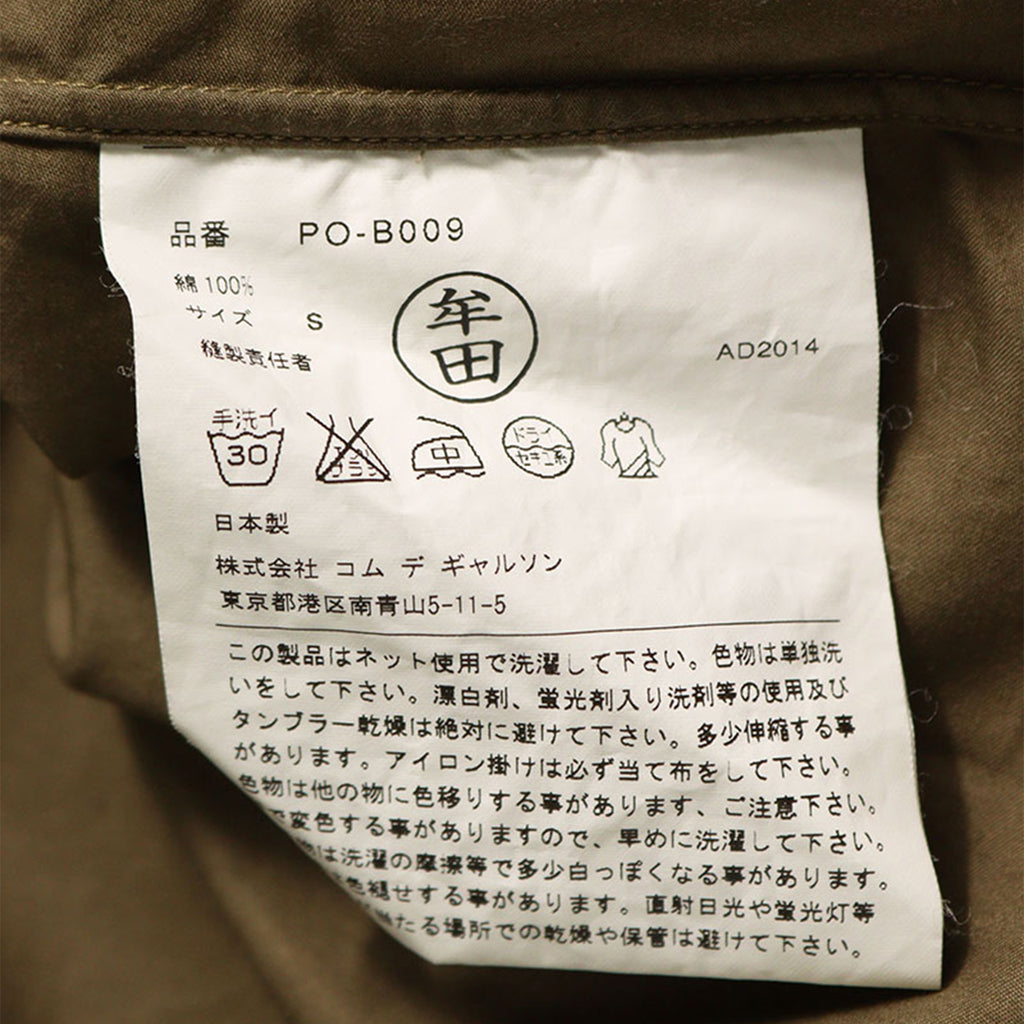 品番 PO-B009
綿 100%
サイズ S
縫製責任者
牟田
AD2014
手洗イ
30
中
ドライ
セキユ系
日本製
株式会社 コム デ ギャルソン
東京都港区南青山5-11-5
この製品はネット使用で洗濯して下さい。色物は単独洗
いをして下さい。漂白剤、蛍光剤入り洗剤等の使用及び
タンブラー乾燥は絶対に避けて下さい。多少伸縮する事
があります。アイロン掛けは必ず当て布をして下さい。
色物は他の物に色移りする事があります、ご注意下さい。
で変色する事がありますので、早めに洗濯して下さい。
物は洗濯の摩擦等で多少白っぽくなる事があります。
色褪せする事があります。直射日光や蛍光灯等
当たる場所での乾燥や保管は避けて下さい。